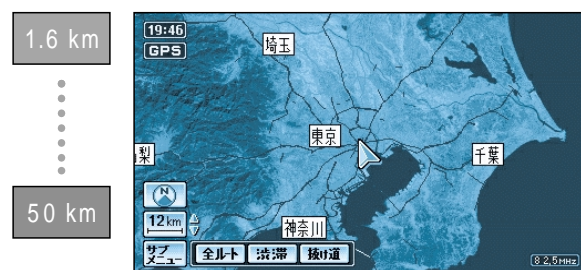 1.6 km
50 km
19:46
GPS
埼玉
東京
梨
千葉
N
12km
神奈川
サブ
メニュー
全ルート 渋滞 抜け道
82.5MHz